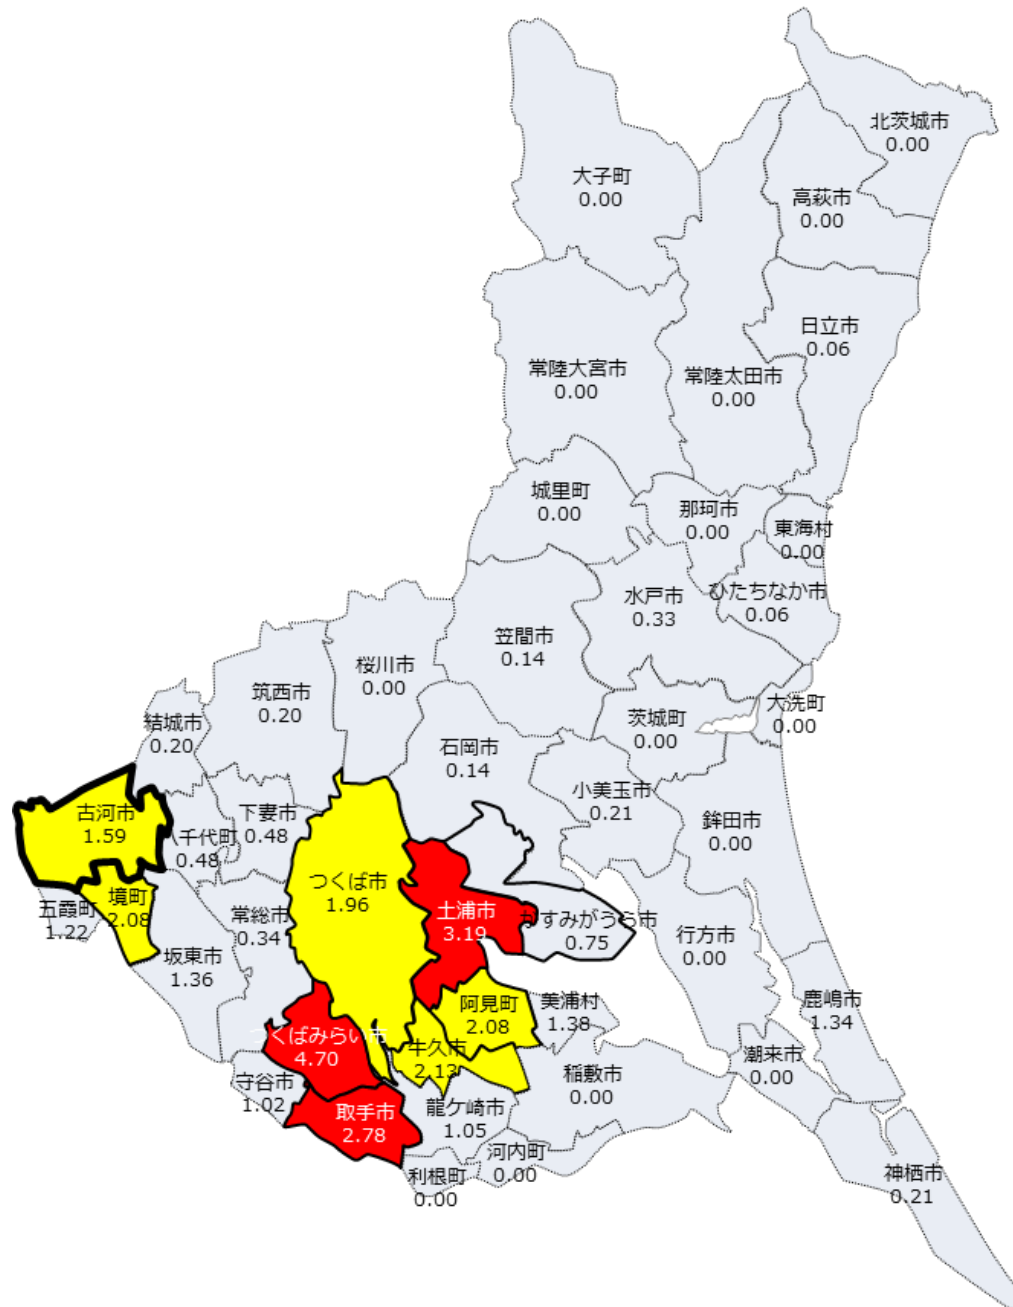 北茨城市
0.00
大子町
0.00
高萩市
0.00
日立市
0.06
常陸大宮市
0.00
常陸太田市
0.00
城里町
0.00
那珂市
0.00
東海村
0.00
ひたちなか市
0.06
水戸市
0.33
笠間市
0.14
桜川市
0.00
筑西市
0.20
結城市
0.20
茨城町
0.00
大洗町
0.00
石岡市
0.14
小美玉市
0.21
鉾田市
0.00
古河市
1.59
八千代町
0.48
下妻市
0.48
つくば市
1.96
境町
2.08
五霞町
1.22
坂東市
1.36
常総市
0.34
土浦市
3.19
かすみがうら市
0.75
行方市
0.00
阿見町
2.08
美浦村
1.38
鹿嶋市
1.34
つくばみらい市
4.70
牛久市
2.13
潮来市
0.00
稲敷市
0.00
守谷市
1.02
取手市
2.78
龍ケ崎市
1.05
河内町
0.00
利根町
0.00
神栖市
0.21